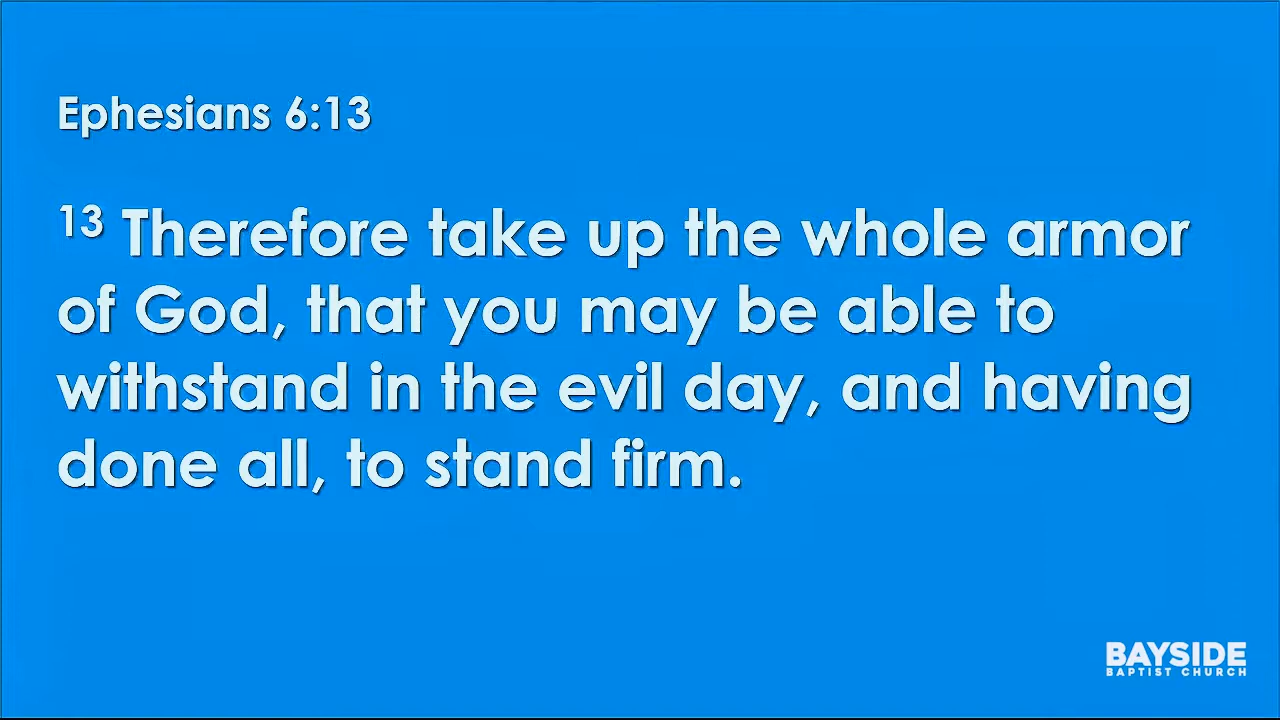 Ephesians 6:13
13 Therefore take up the whole armor
of God, that you may be able to
withstand in the evil day, and having
done all, to stand firm.
BAYSIDE
BAPTIST CHURCH